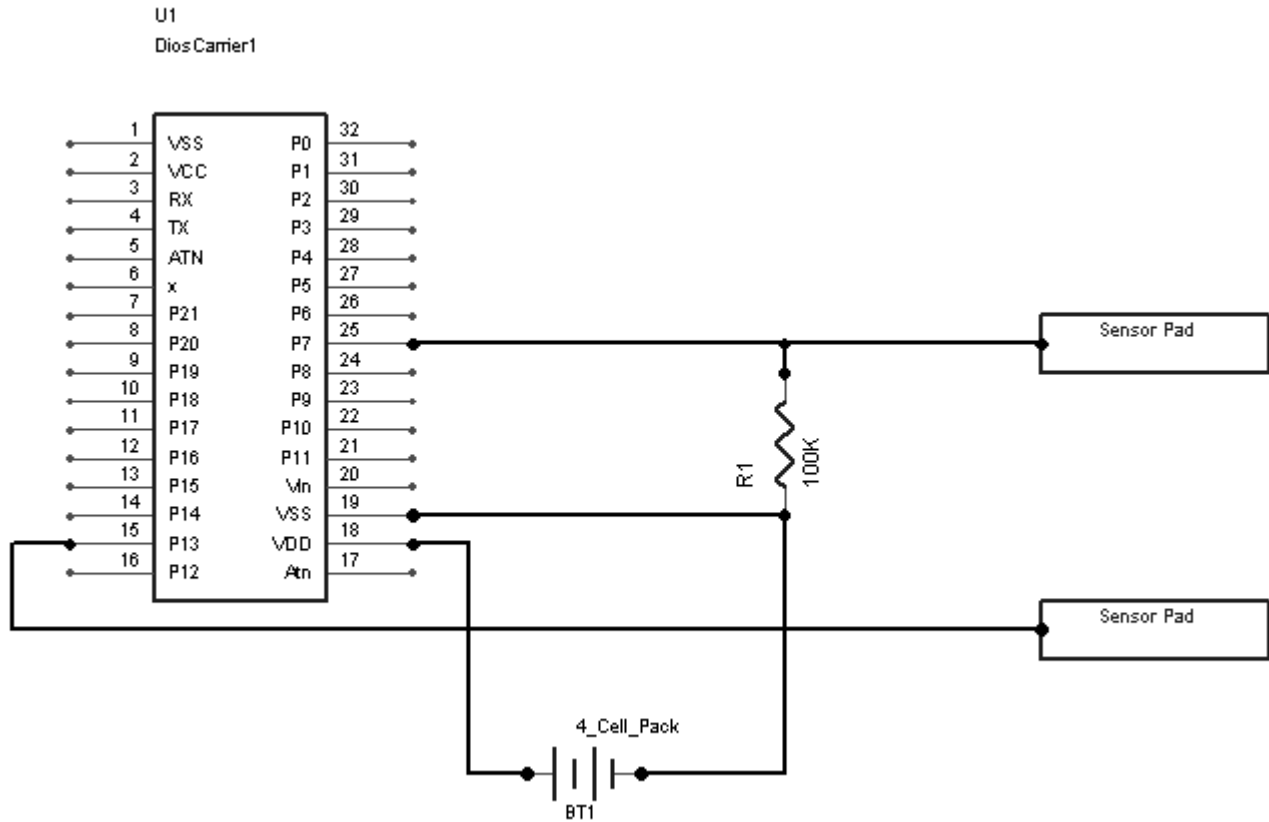 U1
DiosCarrier1
1 VSS P0 32
2 VCC P1 31
3 RX P2 30
4 TX P3 29
5 ATN P4 28
6 x P5 27
7 P21 P6 26
8 P20 P7 25
9 P19 P8 24
10 P18 P9 23
11 P17 P10 22
12 P16 P11 21
13 P15 Vin 20
14 P14 VSS 19
15 P13 VDD 18
16 P12 Atn 17
Sensor Pad
R1
100K
Sensor Pad
4_Cell_Pack
BT1